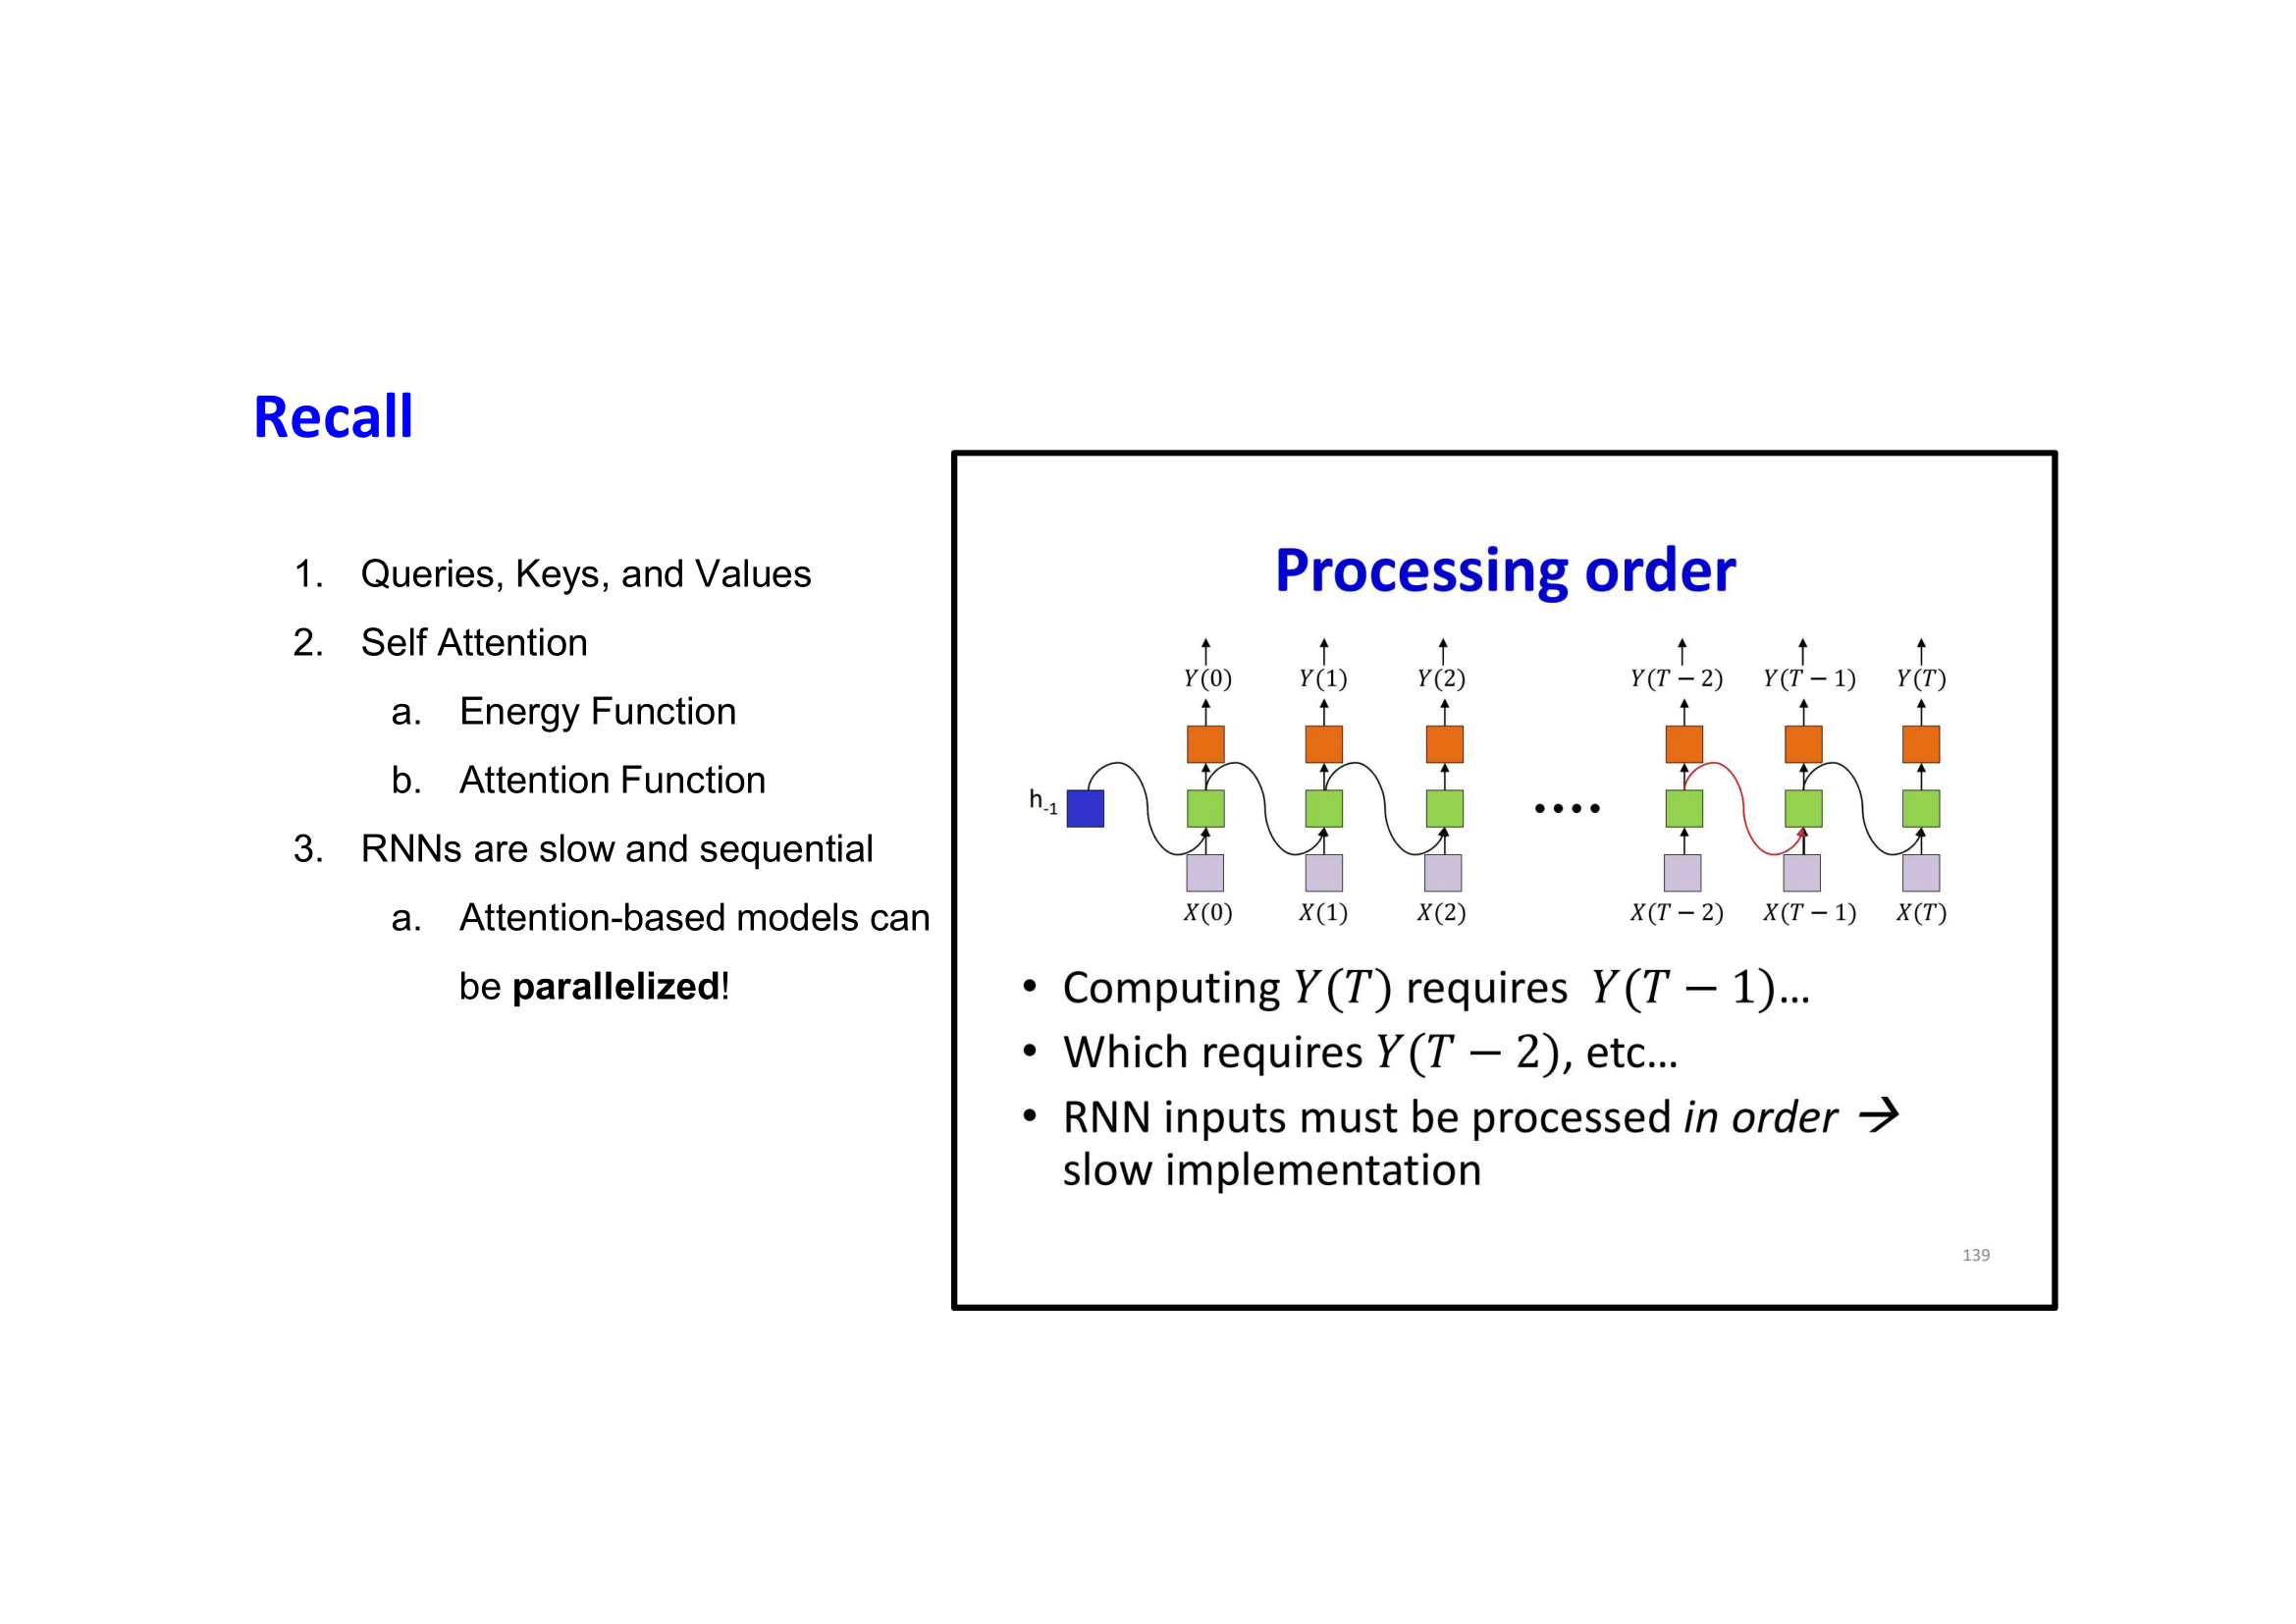 Recall
1. Queries, Keys, and Values
2. Self Attention
a. Energy Function
b. Attention Function
3. RNNs are slow and sequential
a. Attention-based models can
be parallelized!
Processing order
Y(0) Y(1) Y(2) Y(T − 2) Y(T − 1) Y(T)
h-1
X(0) X(1) X(2) X(T − 2) X(T − 1) X(T)
• Computing Y(T) requires Y(T − 1)...
• Which requires Y(T − 2), etc...
• RNN inputs must be processed in order →
slow implementation
139